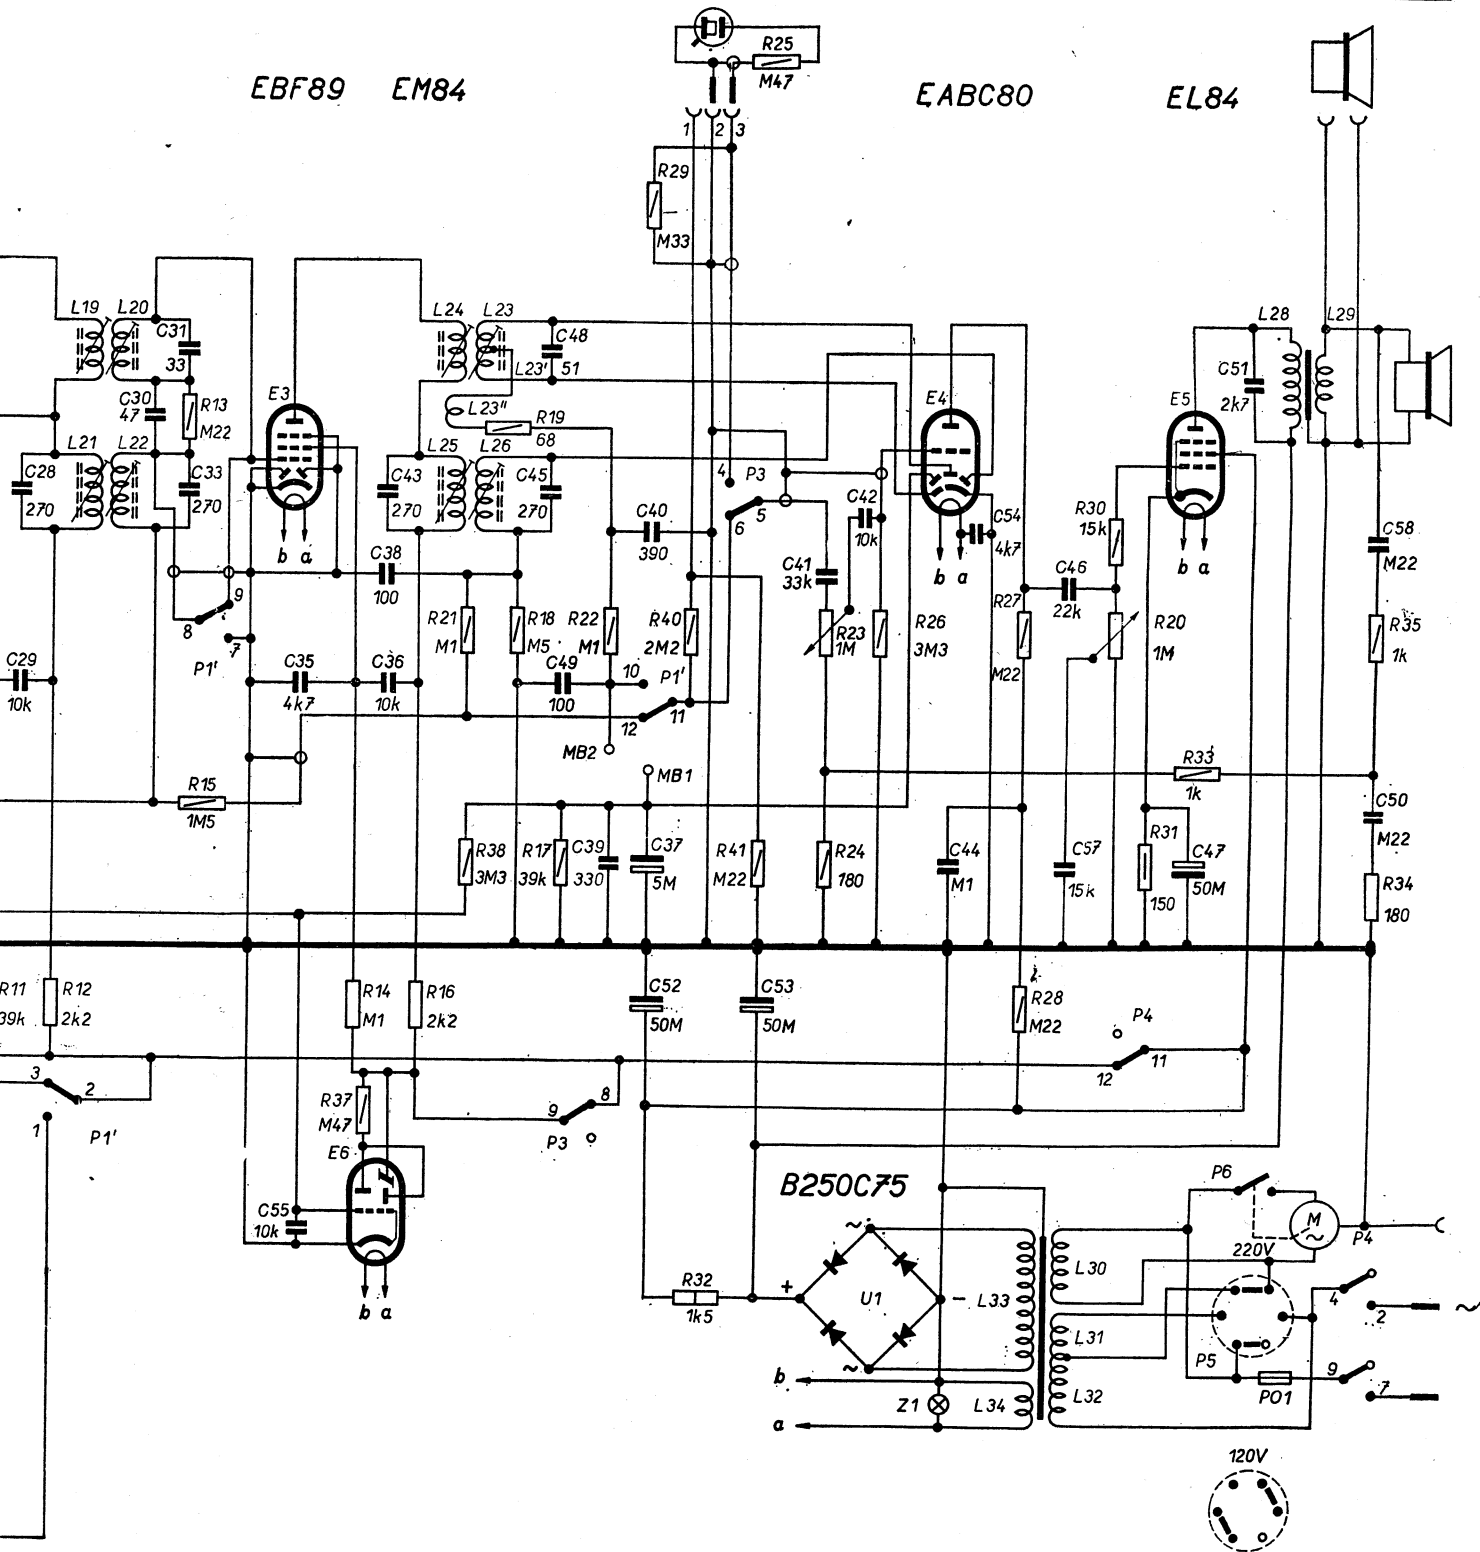 R25
M47
EBF89 EM84
EABC80 EL84
1 2 3
R29
M33
L19 L20
C31
33
L24 L23
C48
51
L23'
L28 L29
C51
2k7
C30
47
R13
M22
E3
L23"
R19
68
E4
E5
L21 L22
C28
270
C33
270
L25 L26
C43
270
C45
270
4 P3
5
6
C40
390
C42
10k
C54
4k7
R30
15k
C58
M22
b a
b a
b a
C38
100
C41
33k
C46
22k
9
8
7
P1'
R21
M1
R18
M5
R22
M1
R40
2M2
R23
1M
R26
3M3
R27
M22
R20
1M
R35
1k
C29
10k
C35
4k7
C36
10k
C49
100
10 P1'
11
12
MB2
MB1
R15
1M5
R33
1k
C50
M22
R38
3M3
R17
39k
C39
330
C37
5M
R41
M22
R24
180
C44
M1
C57
15k
R31
150
C47
50M
R34
180
R11
39k
R12
2k2
R14
M1
R16
2k2
C52
50M
C53
50M
R28
M22
P4
11
12
3
2
1
P1'
R37
M47
9 8
P3
E6
C55
10k
b a
B250C75
P6
M
~
P4
220V
~
+
U1
−
~
R32
1k5
L33
L30
L31
L32
P5
4
2
~
9
7
PO1
b
a
Z1
L34
120V